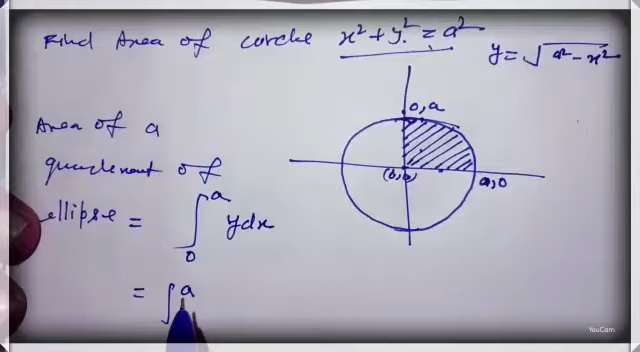 Find Area of circle x² + y² = a²
y = √a² - x²
0,a
(0,0)
a,0
Area of a
quadrant of
ellipse = ∫₀ᵃ ydx
= ∫ a
YouCam